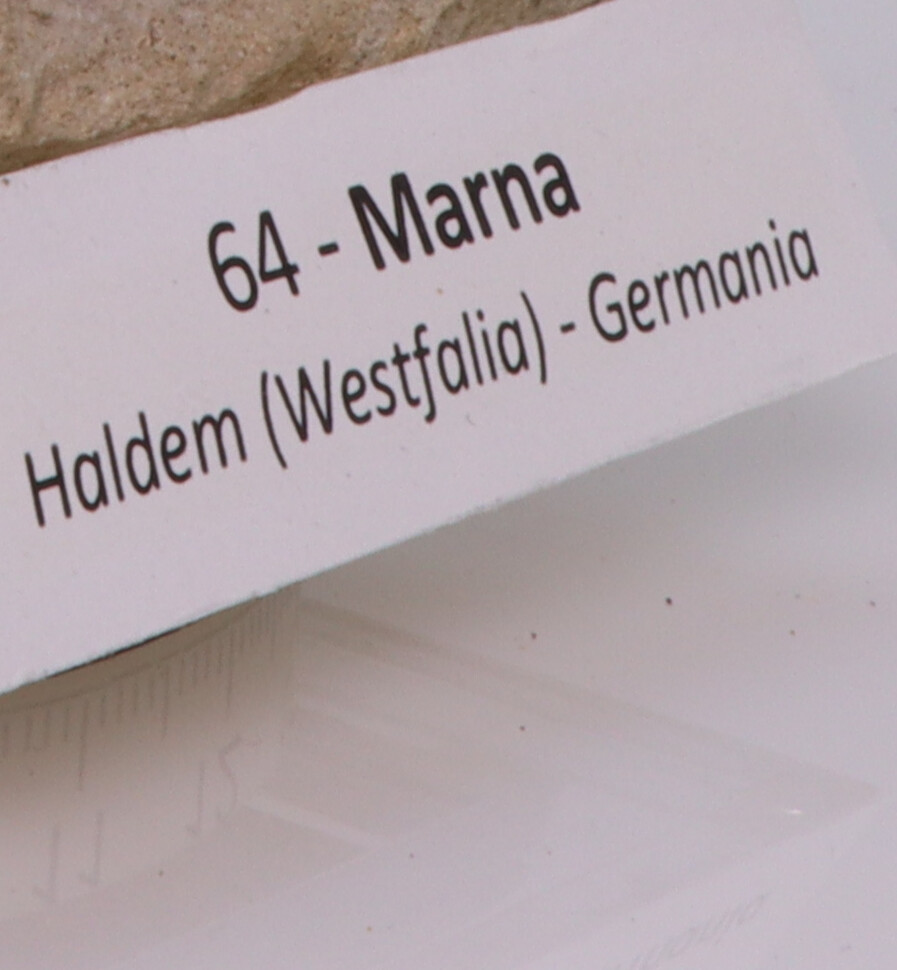 64 - Marna
Haldem (Westfalia) - Germania